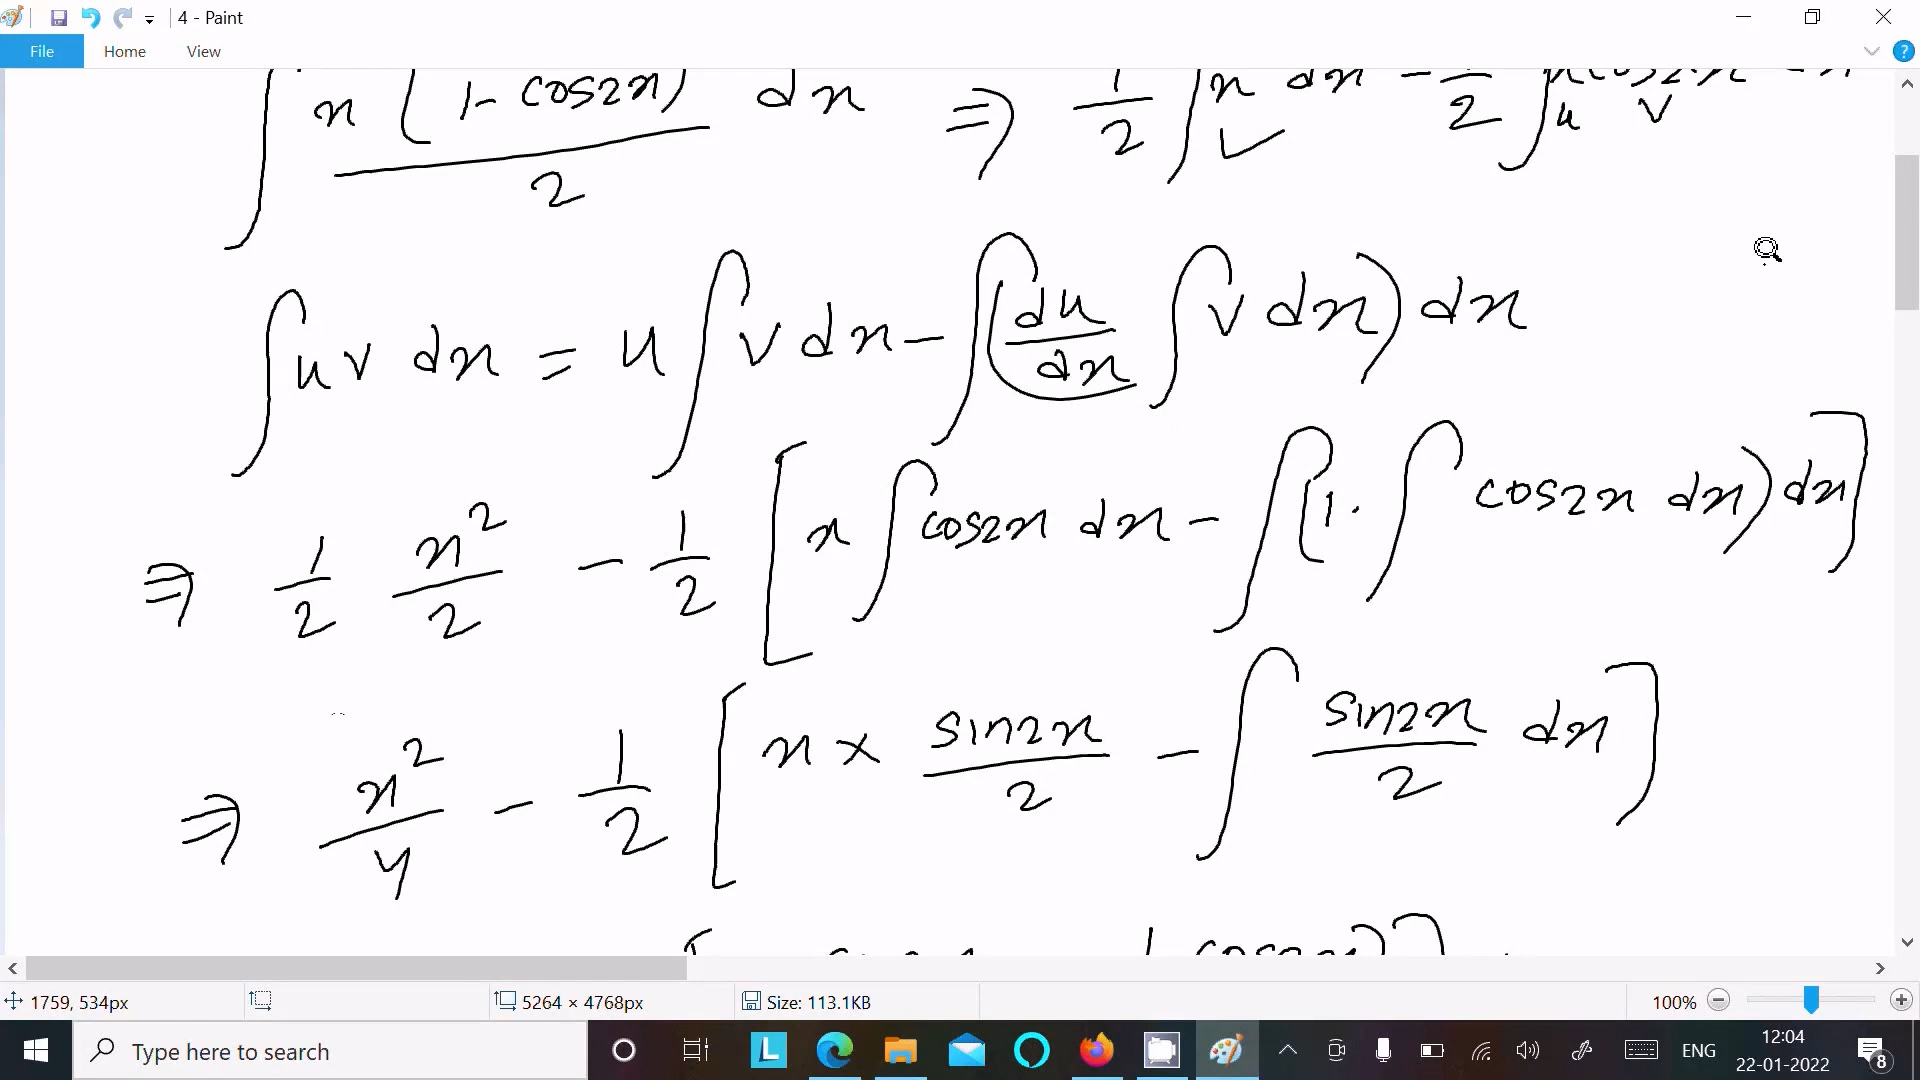 4 - Paint
File Home View
∫ x (1 - cos2x) / 2 dx ⇒ 1/2 ∫ x dx - 1/2 ∫ x cos2x dx
✓ u v
∫ u v dx = u ∫ v dx - ∫ (du/dx ∫ v dx) dx
⇒ 1/2 x²/2 - 1/2 [x ∫ cos2x dx - ∫ (1. ∫ cos2x dx) dx]
⇒ x²/4 - 1/2 [x × sin2x/2 - ∫ sin2x/2 dx]
1759, 534px 5264 × 4768px Size: 113.1KB 100%
Type here to search L ENG 12:04
22-01-2022 8